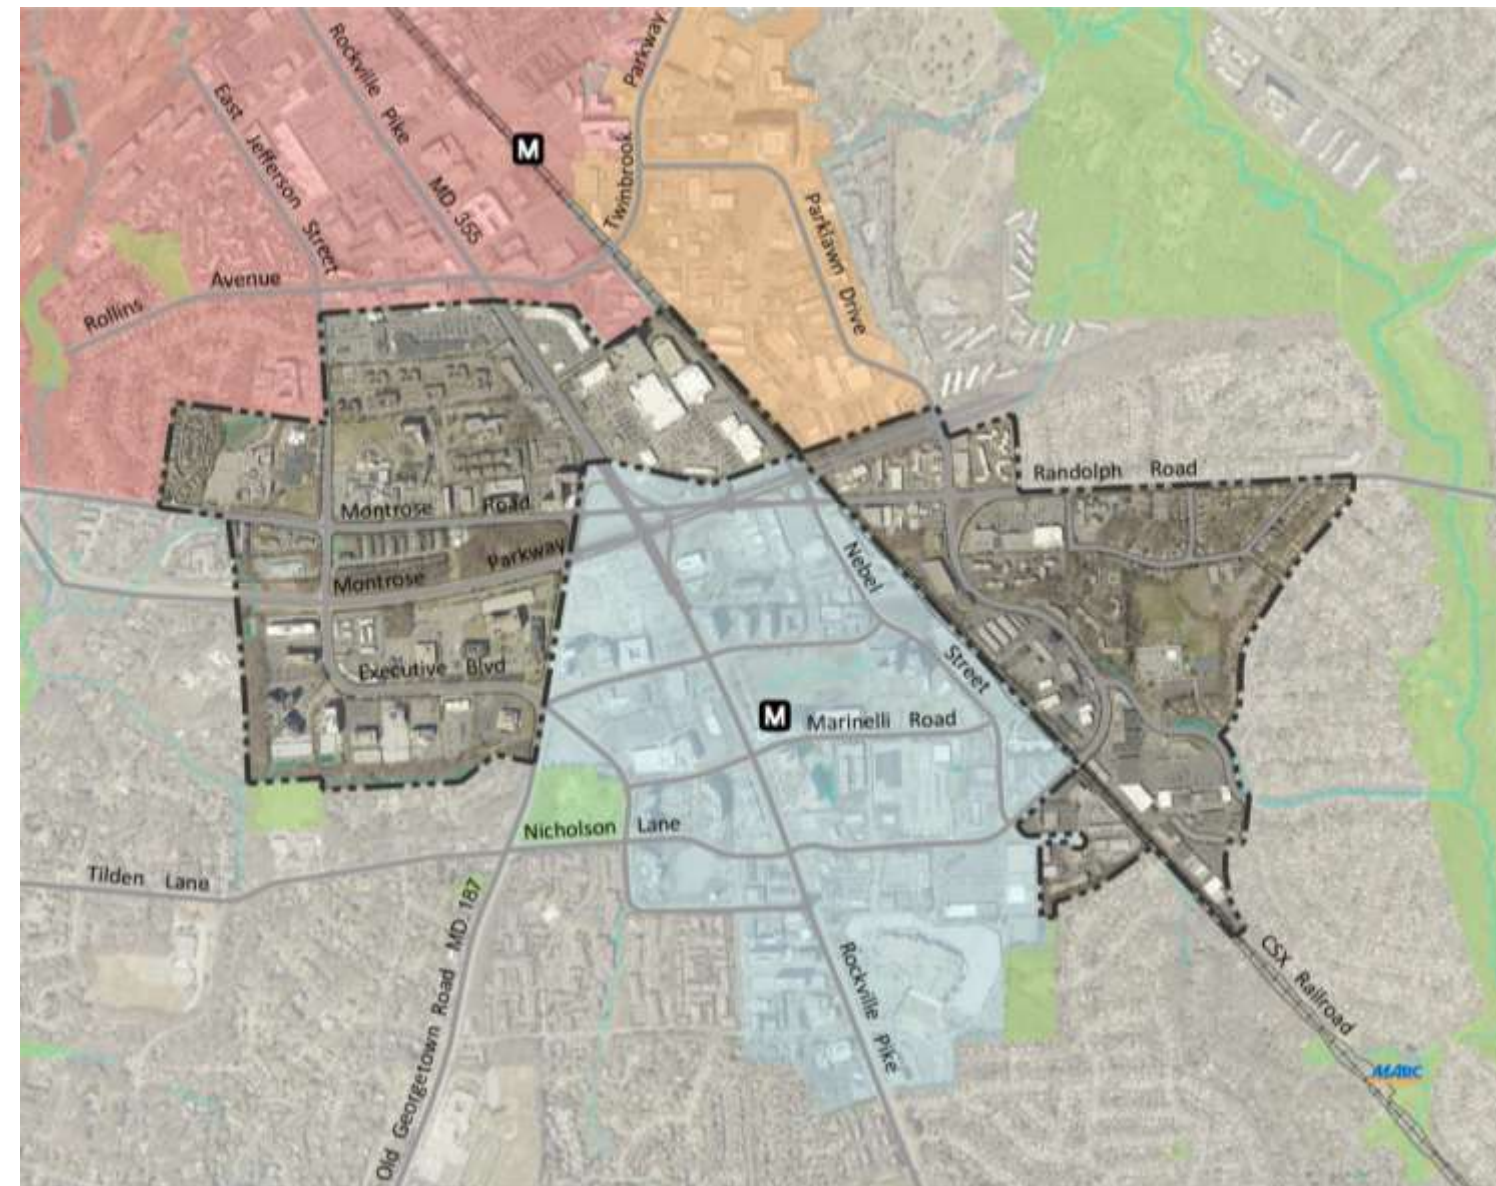 Rockville Pike
MD. 355
Parkway
Twinbrook
East Jefferson Street
M
Parklawn Drive
Rollins Avenue
Randolph Road
Montrose Road
Montrose Parkway
Nebel Street
Executive Blvd
M
Marinelli Road
Nicholson Lane
Tilden Lane
Old Georgetown Road MD. 187
Rockville Pike
CSX Railroad
MARC